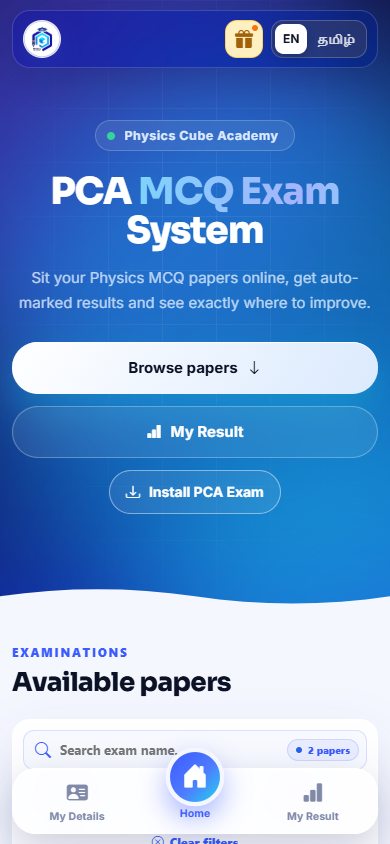 EN
தமிழ்
Physics Cube Academy
PCA MCQ Exam
System
Sit your Physics MCQ papers online, get auto-
marked results and see exactly where to improve.
Browse papers
My Result
Install PCA Exam
EXAMINATIONS
Available papers
Search exam name.
2 papers
My Details
Home
My Result
Clear filters